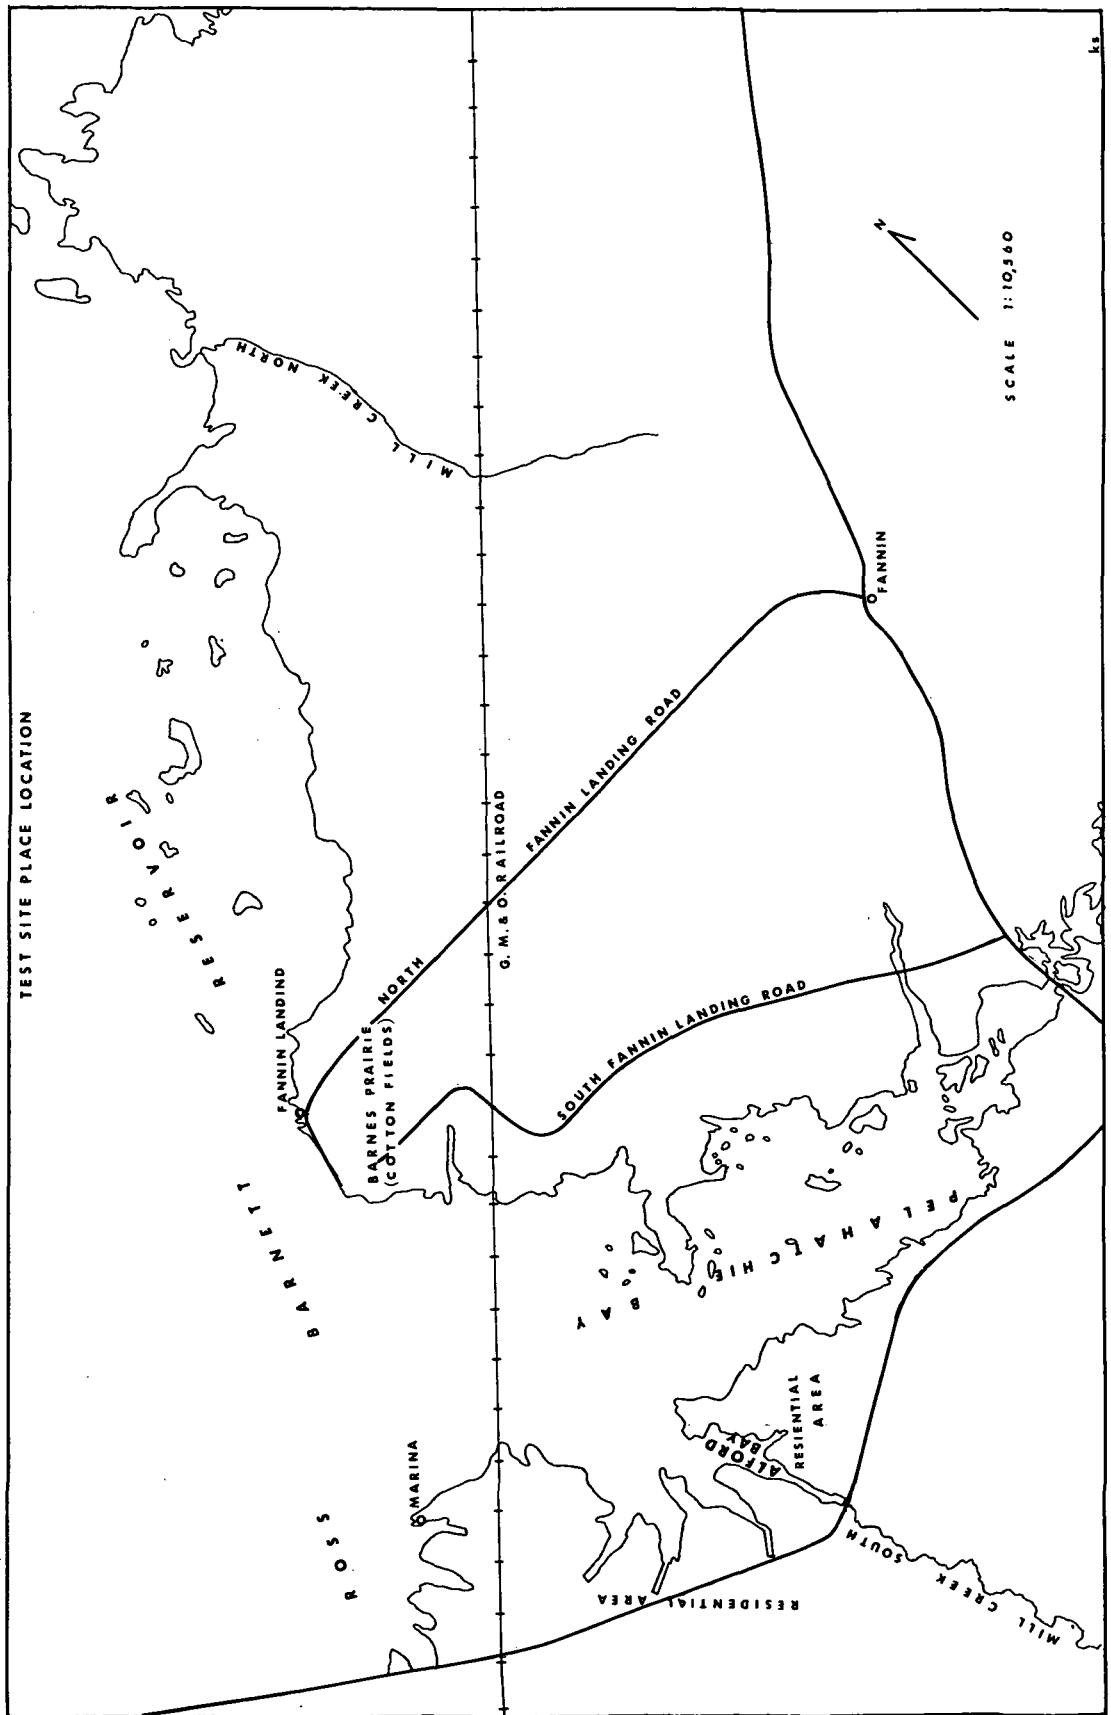 TEST SITE PLACE LOCATION
ROSS BARNETT RESERVOIR
FANNIN LANDIND
MARINA
BARNES PRAIRIE
(COTTON FIELDS)
MILL CREEK NORTH
G. M. & O. RAILROAD
NORTH FANNIN LANDING ROAD
SOUTH FANNIN LANDING ROAD
FANNIN
PELAHATCHIE BAY
ALFORD
BAY
RESIENTIAL
AREA
RESIDENTIAL AREA
MILL CREEK SOUTH
N
SCALE 1:10,560
ks